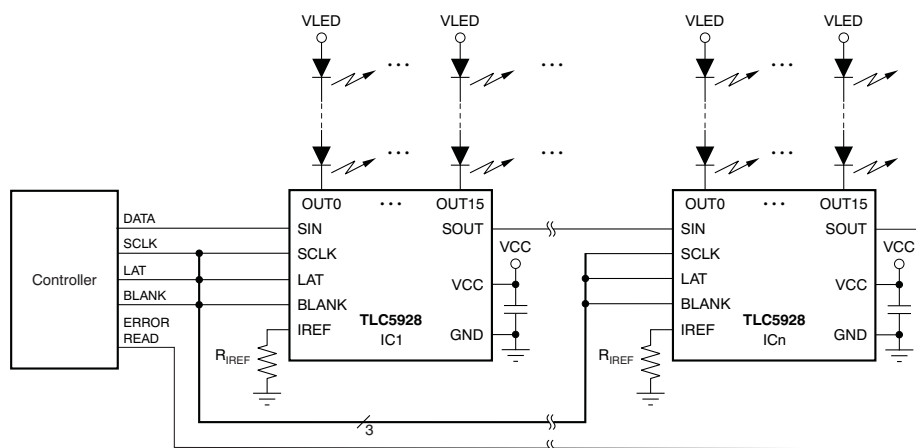 VLED VLED VLED VLED
... ... ... ...
... ... ... ...
OUT0 ... OUT15 OUT0 ... OUT15
DATA SIN SOUT SIN SOUT
SCLK SCLK VCC SCLK VCC
Controller LAT LAT VCC LAT VCC
BLANK BLANK BLANK
ERROR READ IREF TLC5928 IC1 GND IREF TLC5928 ICn GND
RIREF RIREF
3